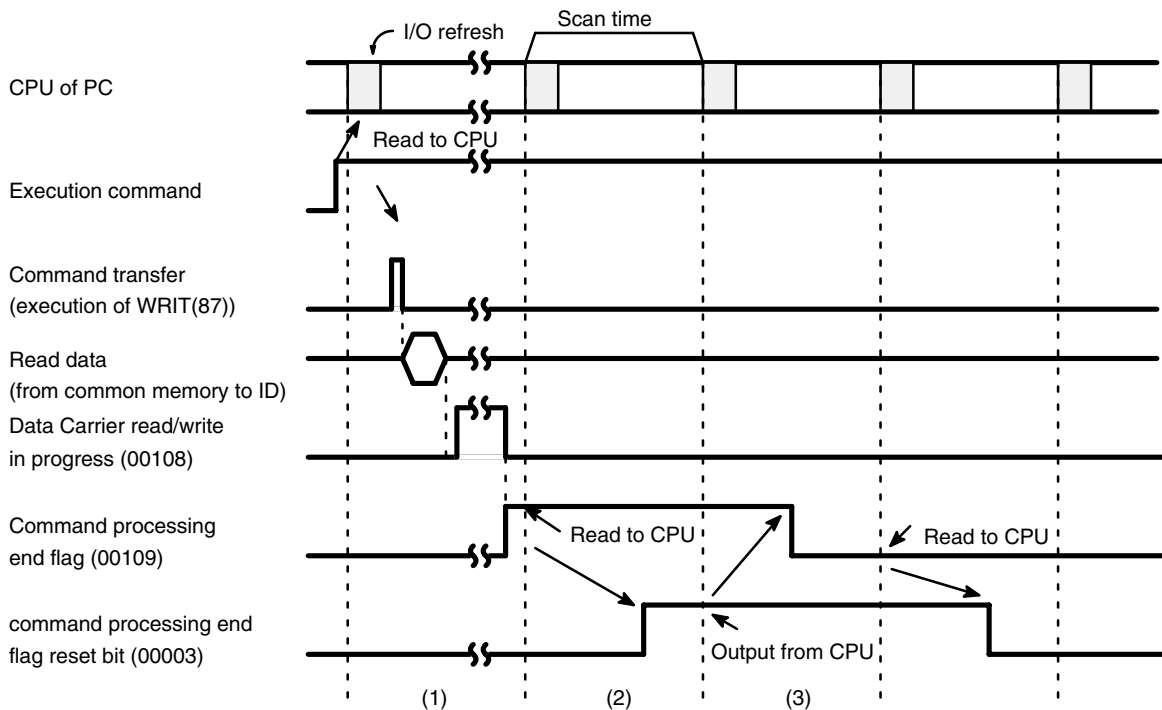 Scan time
I/O refresh
CPU of PC
Read to CPU
Execution command
Command transfer
(execution of WRIT(87))
Read data
(from common memory to ID)
Data Carrier read/write
in progress (00108)
Command processing
end flag (00109)
Read to CPU
Read to CPU
command processing end
flag reset bit (00003)
Output from CPU
(1)
(2)
(3)